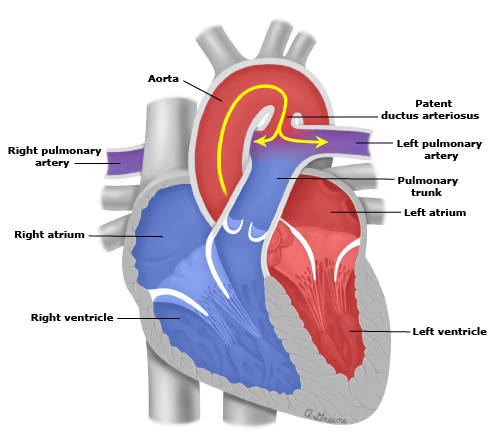 Aorta
Patent
ductus arteriosus
Right pulmonary
artery
Left pulmonary
artery
Pulmonary
trunk
Left atrium
Right atrium
Right ventricle
Left ventricle
A.Greeme